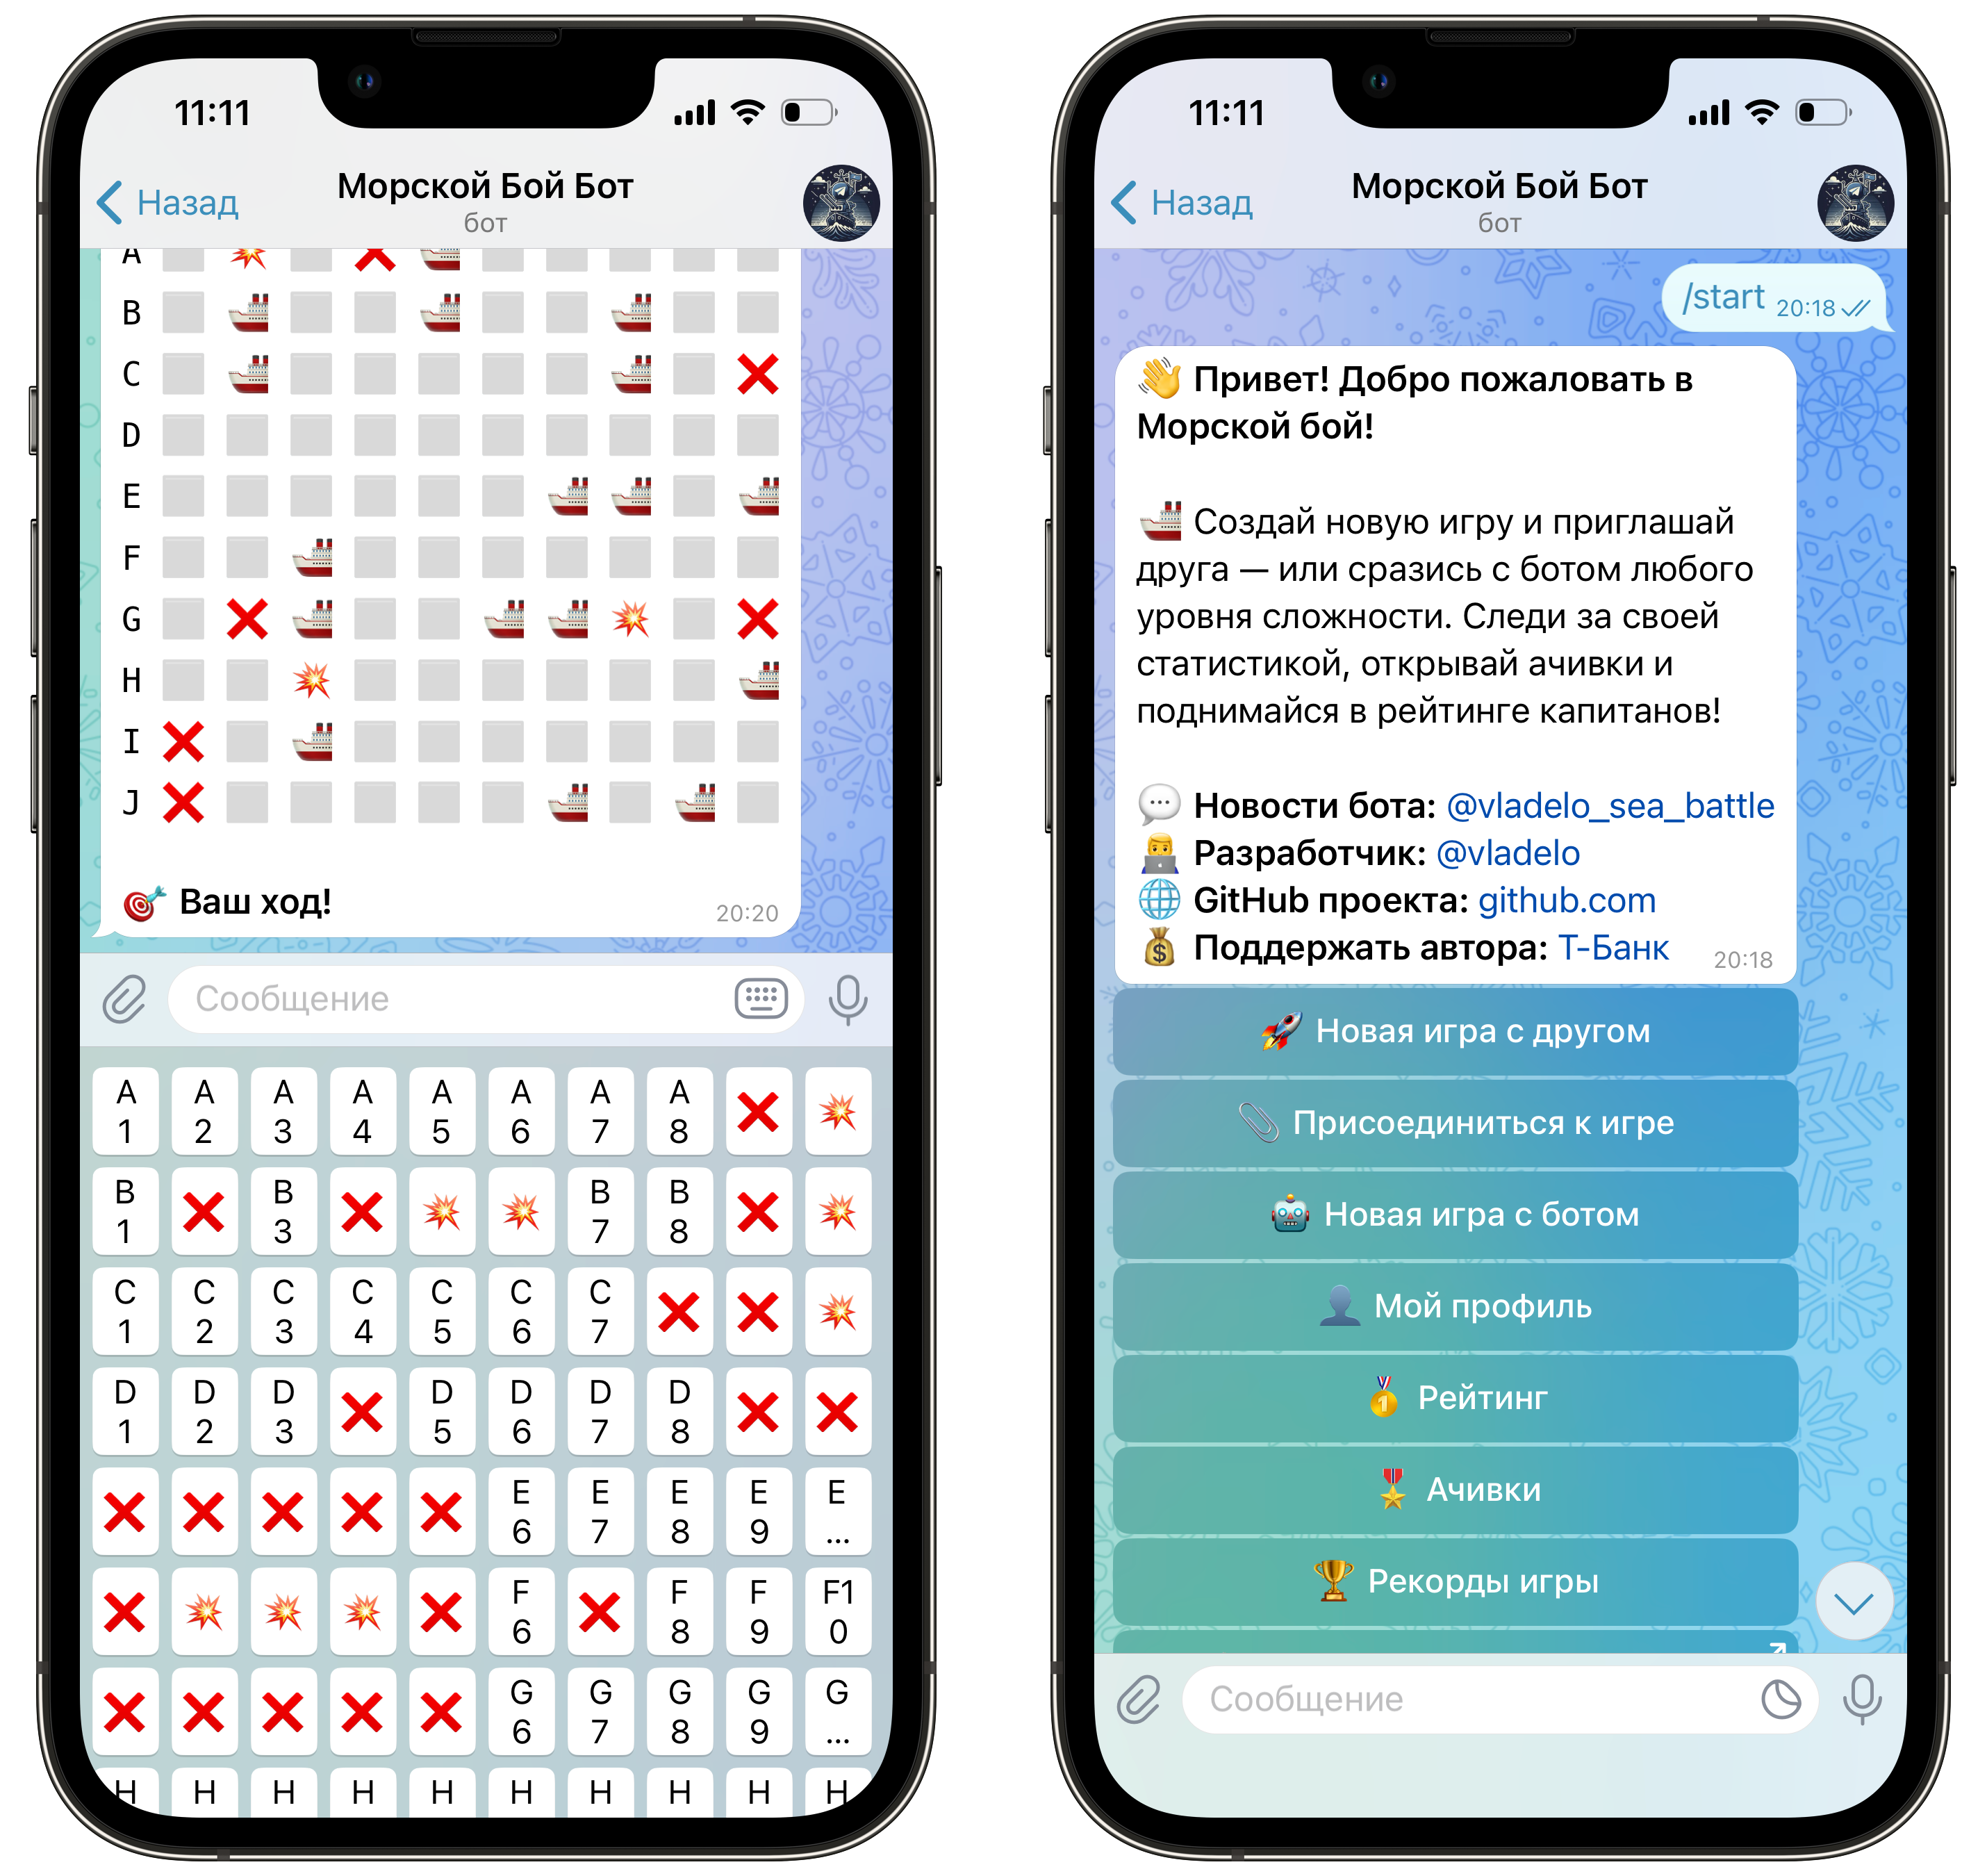 11:11
Назад
Морской Бой Бот
бот
A
B
C
D
E
F
G
H
I
J
Ваш ход!
20:20
Сообщение
A 1 A 2 A 3 A 4 A 5 A 6 A 7 A 8
B 1 B 3 B 7 B 8
C 1 C 2 C 3 C 4 C 5 C 6 C 7
D 1 D 2 D 3 D 5 D 6 D 7 D 8
E 6 E 7 E 8 E 9 E ...
F 6 F 8 F 9 F1 0
G 6 G 7 G 8 G 9 G ...
H H H H H H H H H H
11:11
Назад
Морской Бой Бот
бот
/start 20:18
Привет! Добро пожаловать в
Морской бой!
Создай новую игру и приглашай
друга — или сразись с ботом любого
уровня сложности. Следи за своей
статистикой, открывай ачивки и
поднимайся в рейтинге капитанов!
Новости бота: @vladelo_sea_battle
Разработчик: @vladelo
GitHub проекта: github.com
Поддержать автора: Т-Банк
20:18
Новая игра с другом
Присоединиться к игре
Новая игра с ботом
Мой профиль
Рейтинг
Ачивки
Рекорды игры
Сообщение